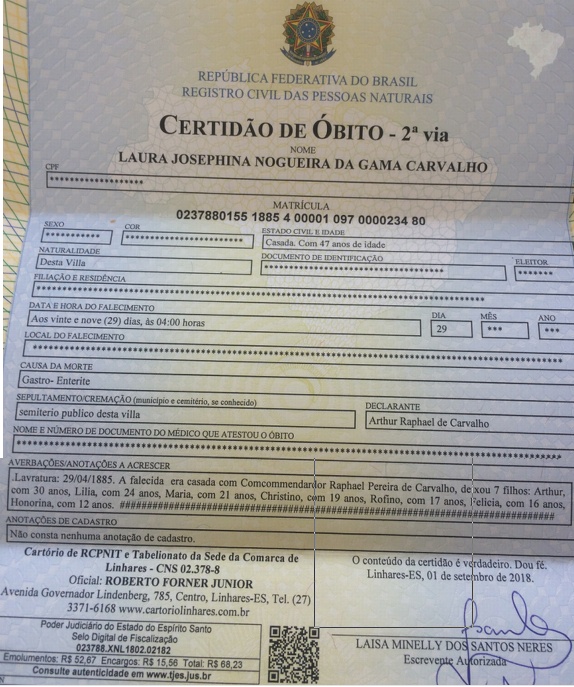 REPÚBLICA FEDERATIVA DO BRASIL
REGISTRO CIVIL DAS PESSOAS NATURAIS
CERTIDÃO DE ÓBITO - 2ª via
NOME
LAURA JOSEPHINA NOGUEIRA DA GAMA CARVALHO
CPF
******************
MATRÍCULA
0237880155 1885 4 00001 097 0000234 80
SEXO
***********
COR
********************
ESTADO CIVIL E IDADE
Casada. Com 47 anos de idade
NATURALIDADE
Desta Villa
DOCUMENTO DE IDENTIFICAÇÃO
****************************************
ELEITOR
*******
FILIAÇÃO E RESIDÊNCIA
********************************************************************************
DATA E HORA DO FALECIMENTO
Aos vinte e nove (29) dias, às 04:00 horas
DIA
29
MÊS
***
ANO
***
LOCAL DO FALECIMENTO
****************************************************************************************
CAUSA DA MORTE
Gastro- Enterite
SEPULTAMENTO/CREMAÇÃO (município e cemitério, se conhecido)
semiterio publico desta villa
DECLARANTE
Arthur Raphael de Carvalho
NOME E NÚMERO DE DOCUMENTO DO MÉDICO QUE ATESTOU O ÓBITO
******************************************************************************************
AVERBAÇÕES/ANOTAÇÕES A ACRESCER
Lavratura: 29/04/1885. A falecida era casada com Comcommandardor Raphael Pereira de Carvalho, deixou 7 filhos: Arthur,
com 30 anos, Lilia, com 24 anos, Maria, com 21 anos, Christino, com 19 anos, Rofino, com 17 anos, Felicia, com 16 anos,
Honorina, com 12 anos. ################################################################
ANOTAÇÕES DE CADASTRO
Não consta nenhuma anotação de cadastro.
Cartório de RCPNIT e Tabelionato da Sede da Comarca de
Linhares - CNS 02.378-8
Oficial: ROBERTO FORNER JUNIOR
Avenida Governador Lindenberg, 785, Centro, Linhares-ES, Tel. (27)
3371-6168 www.cartoriolinhares.com.br
O conteúdo da certidão é verdadeiro. Dou fé.
Linhares-ES, 01 de setembro de 2018.
Poder Judiciário do Estado do Espírito Santo
Selo Digital de Fiscalização
023788.XNL1802.02182
Emolumentos: R$ 52,67 Encargos: R$ 15,56 Total: R$ 68,23
Consulte autenticidade em www.tjes.jus.br
LAISA MINELLY DOS SANTOS NERES
Escrevente Autorizada